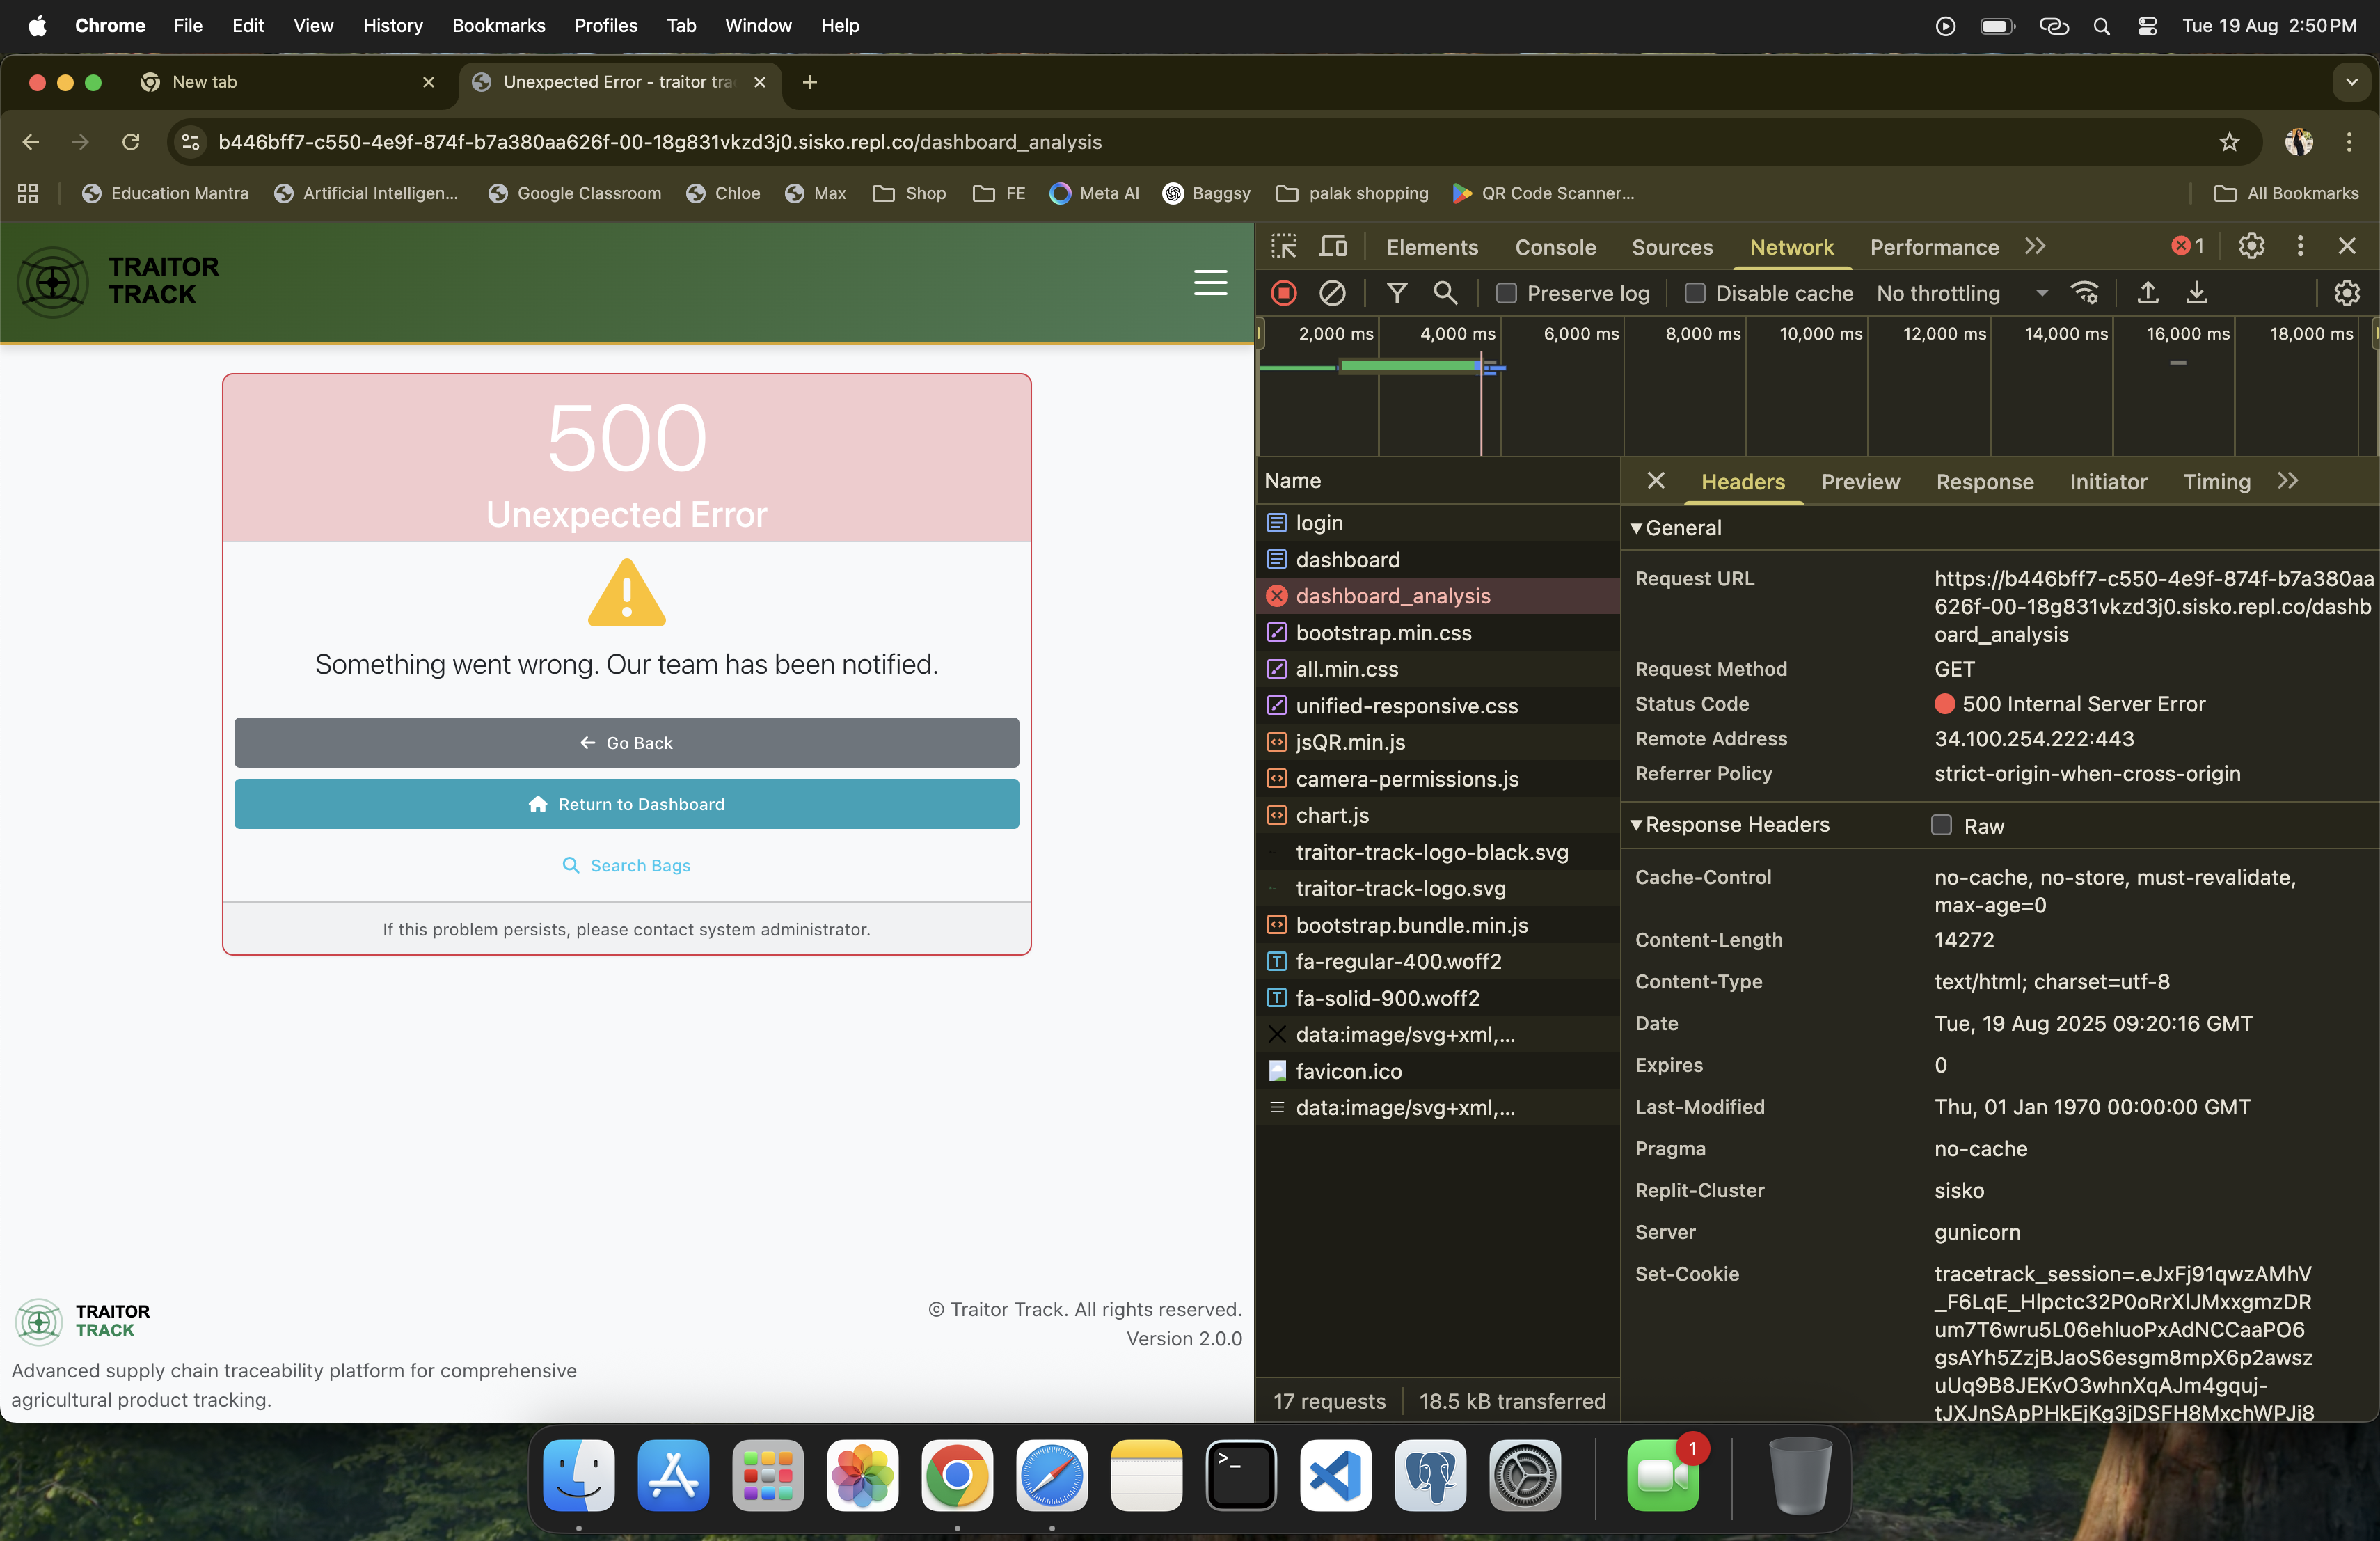 Chrome File Edit View History Bookmarks Profiles Tab Window Help Tue 19 Aug 2:50 PM
New tab
Unexpected Error - traitor tra
b446bff7-c550-4e9f-874f-b7a380aa626f-00-18g831vkzd3j0.sisko.repl.co/dashboard_analysis
Education Mantra Artificial Intelligen... Google Classroom Chloe Max Shop FE Meta AI Baggsy palak shopping QR Code Scanner... All Bookmarks
TRAITOR
TRACK
500
Unexpected Error
Something went wrong. Our team has been notified.
Go Back
Return to Dashboard
Search Bags
If this problem persists, please contact system administrator.
TRAITOR
TRACK
Advanced supply chain traceability platform for comprehensive
agricultural product tracking.
© Traitor Track. All rights reserved.
Version 2.0.0
Elements Console Sources Network Performance 1
Preserve log Disable cache No throttling
2,000 ms 4,000 ms 6,000 ms 8,000 ms 10,000 ms 12,000 ms 14,000 ms 16,000 ms 18,000 ms
Name
login
dashboard
dashboard_analysis
bootstrap.min.css
all.min.css
unified-responsive.css
jsQR.min.js
camera-permissions.js
chart.js
traitor-track-logo-black.svg
traitor-track-logo.svg
bootstrap.bundle.min.js
fa-regular-400.woff2
fa-solid-900.woff2
data:image/svg+xml,...
favicon.ico
data:image/svg+xml,...
17 requests 18.5 kB transferred
Headers Preview Response Initiator Timing
General
Request URL https://b446bff7-c550-4e9f-874f-b7a380aa
626f-00-18g831vkzd3j0.sisko.repl.co/dashb
oard_analysis
Request Method GET
Status Code 500 Internal Server Error
Remote Address 34.100.254.222:443
Referrer Policy strict-origin-when-cross-origin
Response Headers Raw
Cache-Control no-cache, no-store, must-revalidate,
max-age=0
Content-Length 14272
Content-Type text/html; charset=utf-8
Date Tue, 19 Aug 2025 09:20:16 GMT
Expires 0
Last-Modified Thu, 01 Jan 1970 00:00:00 GMT
Pragma no-cache
Replit-Cluster sisko
Server gunicorn
Set-Cookie tracetrack_session=.eJxFj91qwzAMhV
_F6LqE_Hlpctc32P0oRrXlJMxxgmzDR
um7T6wru5L06ehIuoPxAdNCCaaPO6
gsAYh5ZzjBJaoS6esgm8mpX6p2awsz
uUq9B8JEKvO3whnXqAJm4gquj-
tJXJnSApPHkEjKg3jDSFH8MxchWPJi8
1